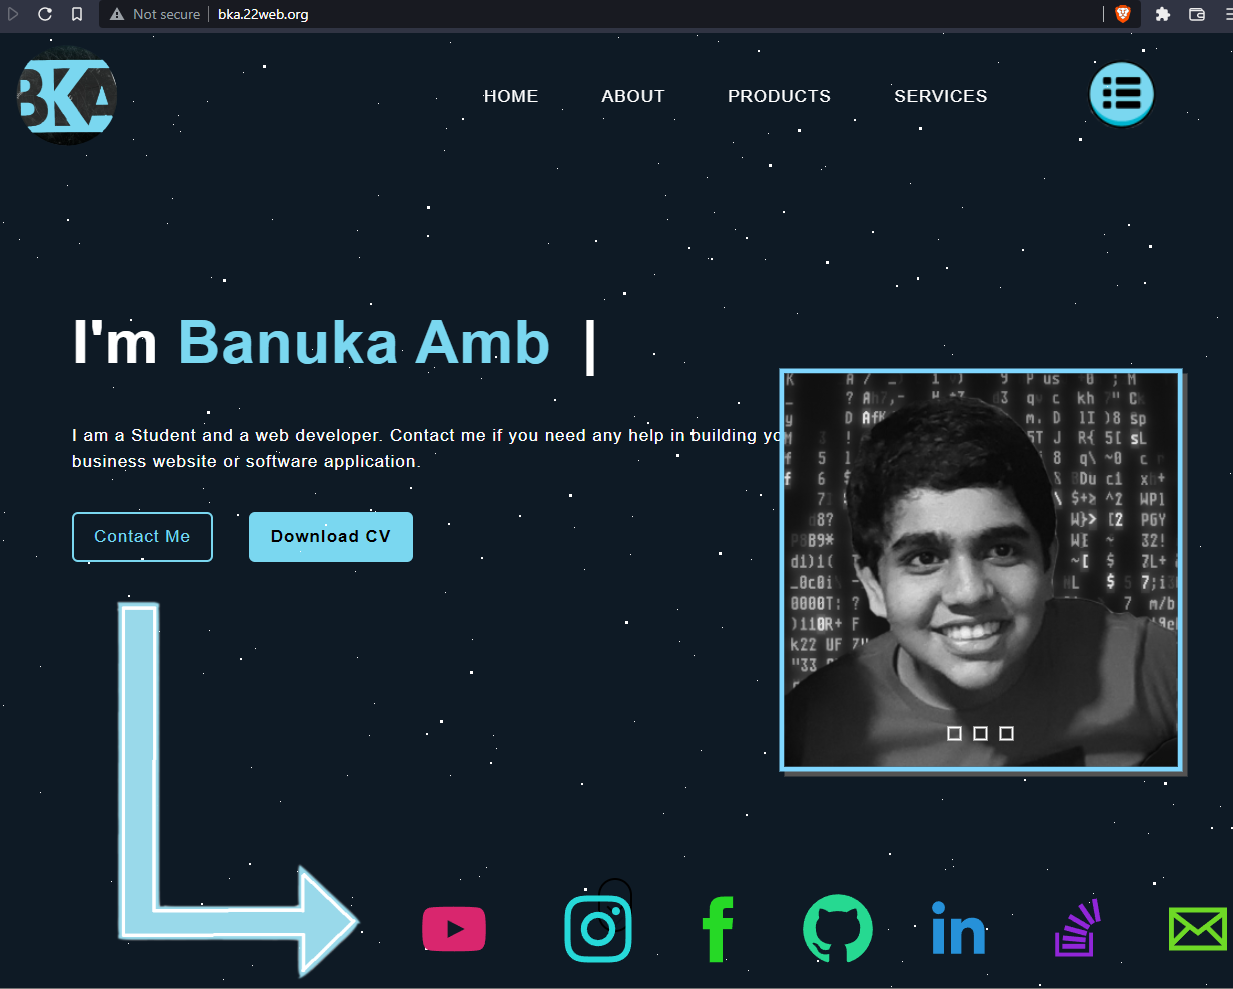 Not secure bka.22web.org
BKA
HOME ABOUT PRODUCTS SERVICES
I'm Banuka Amb |
I am a Student and a web developer. Contact me if you need any help in building yo
business website or software application.
Contact Me Download CV